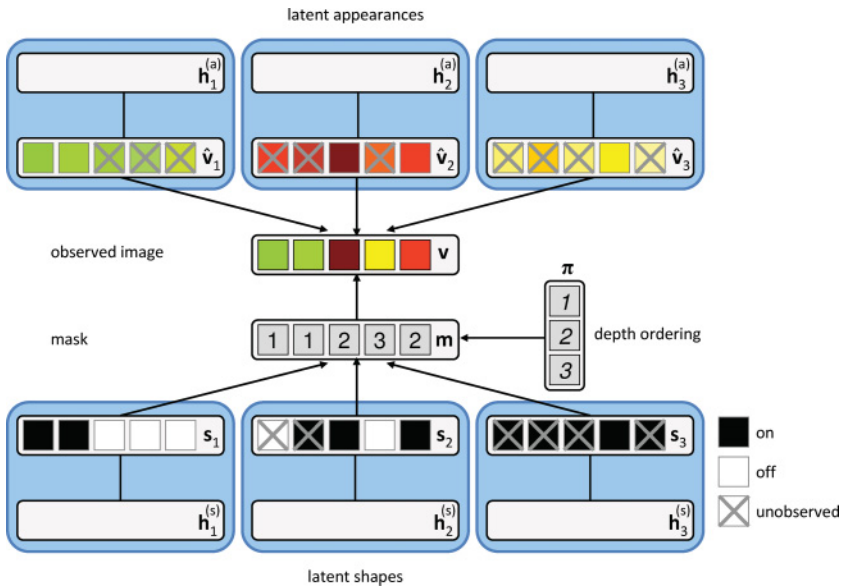 latent appearances
h₁⁽ᵃ⁾
h₂⁽ᵃ⁾
h₃⁽ᵃ⁾
v̂₁
v̂₂
v̂₃
observed image
v
π
1
2
3
depth ordering
mask
1 1 2 3 2 m
s₁
s₂
s₃
on
off
unobserved
h₁⁽ˢ⁾
h₂⁽ˢ⁾
h₃⁽ˢ⁾
latent shapes